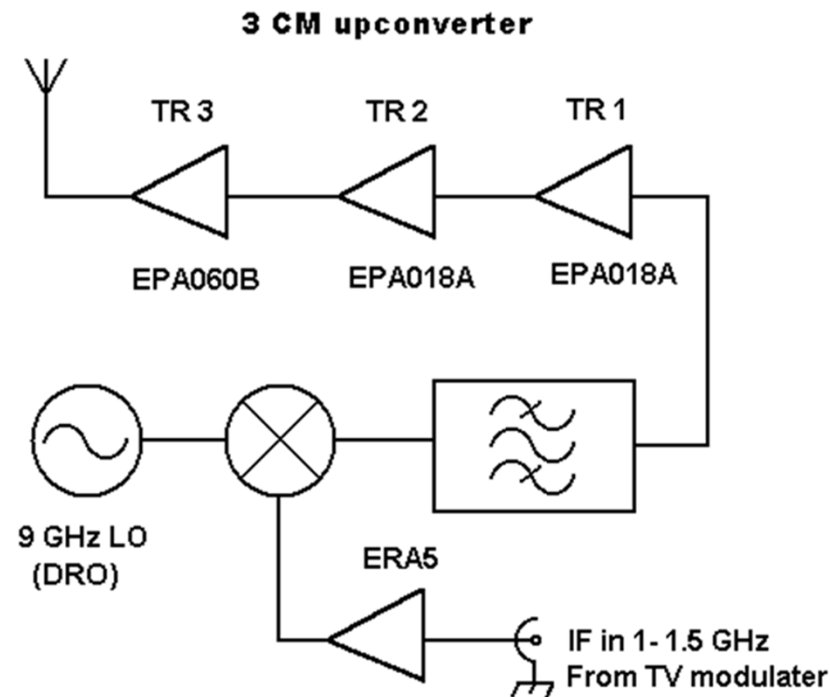 3 CM upconverter
TR 3
TR 2
TR 1
EPA060B
EPA018A
EPA018A
9 GHz LO
(DRO)
ERA5
IF in 1- 1.5 GHz
From TV modulater